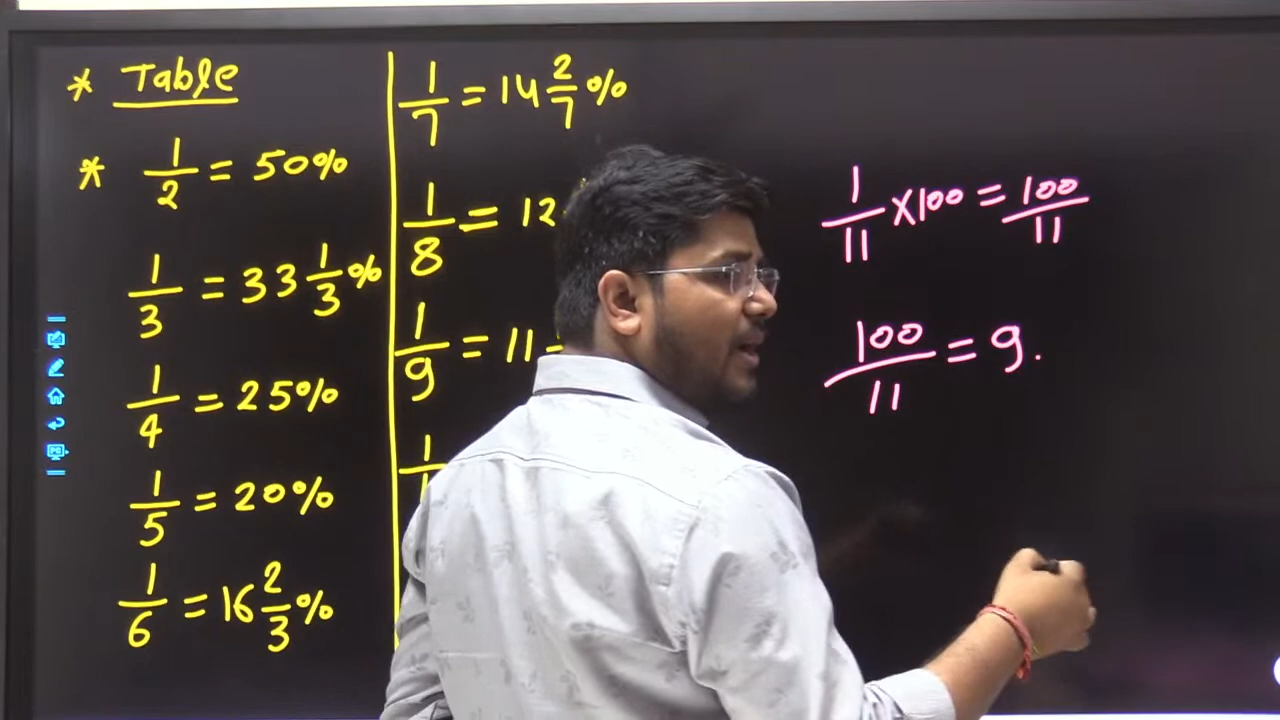 * Table
* 1/2 = 50%
1/3 = 33 1/3%
1/4 = 25%
1/5 = 20%
1/6 = 16 2/3%
1/7 = 14 2/7%
1/8 = 12
1/9 = 11
1/11 X100 = 100/11
100/11 = 9.